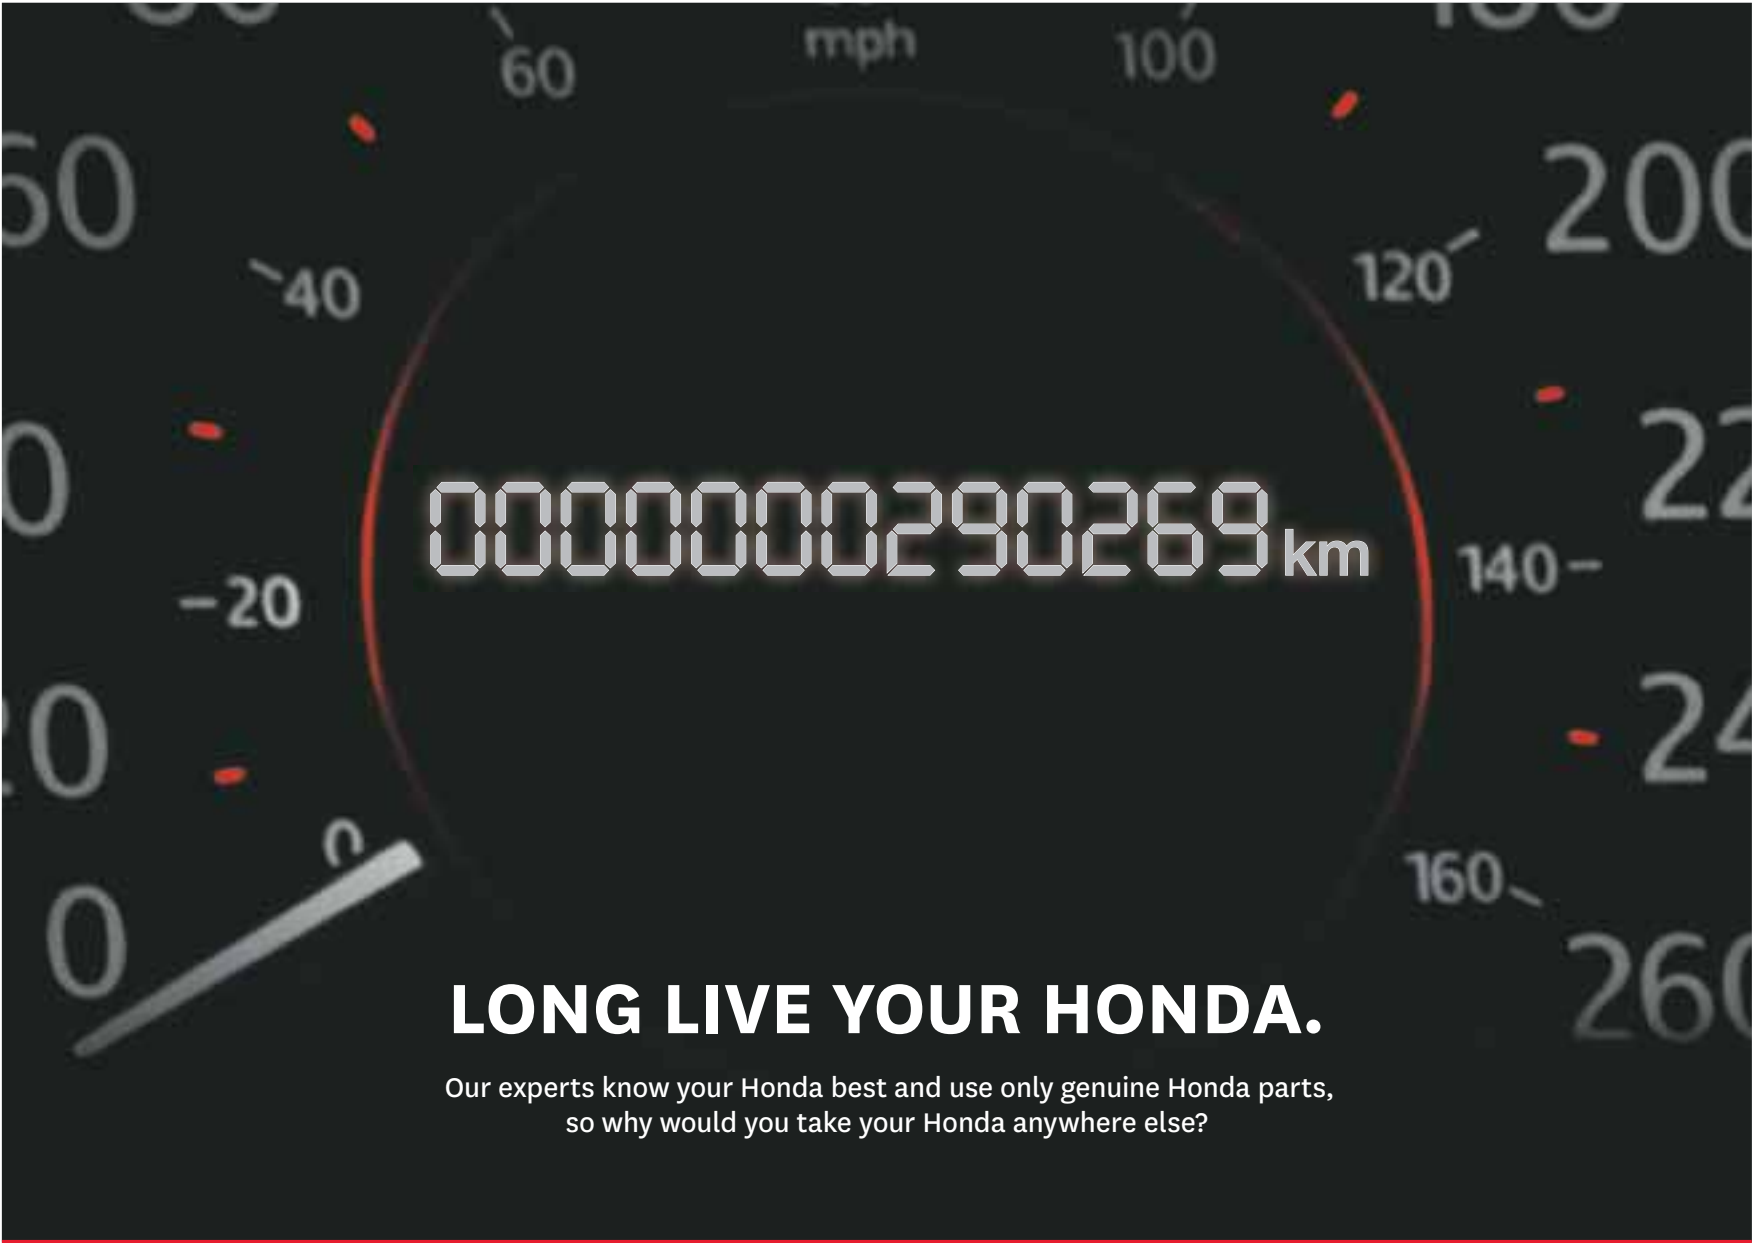 mph
60
100
200
40
120
0000000290269 km
20
140
0
160
0
LONG LIVE YOUR HONDA.
Our experts know your Honda best and use only genuine Honda parts,
so why would you take your Honda anywhere else?